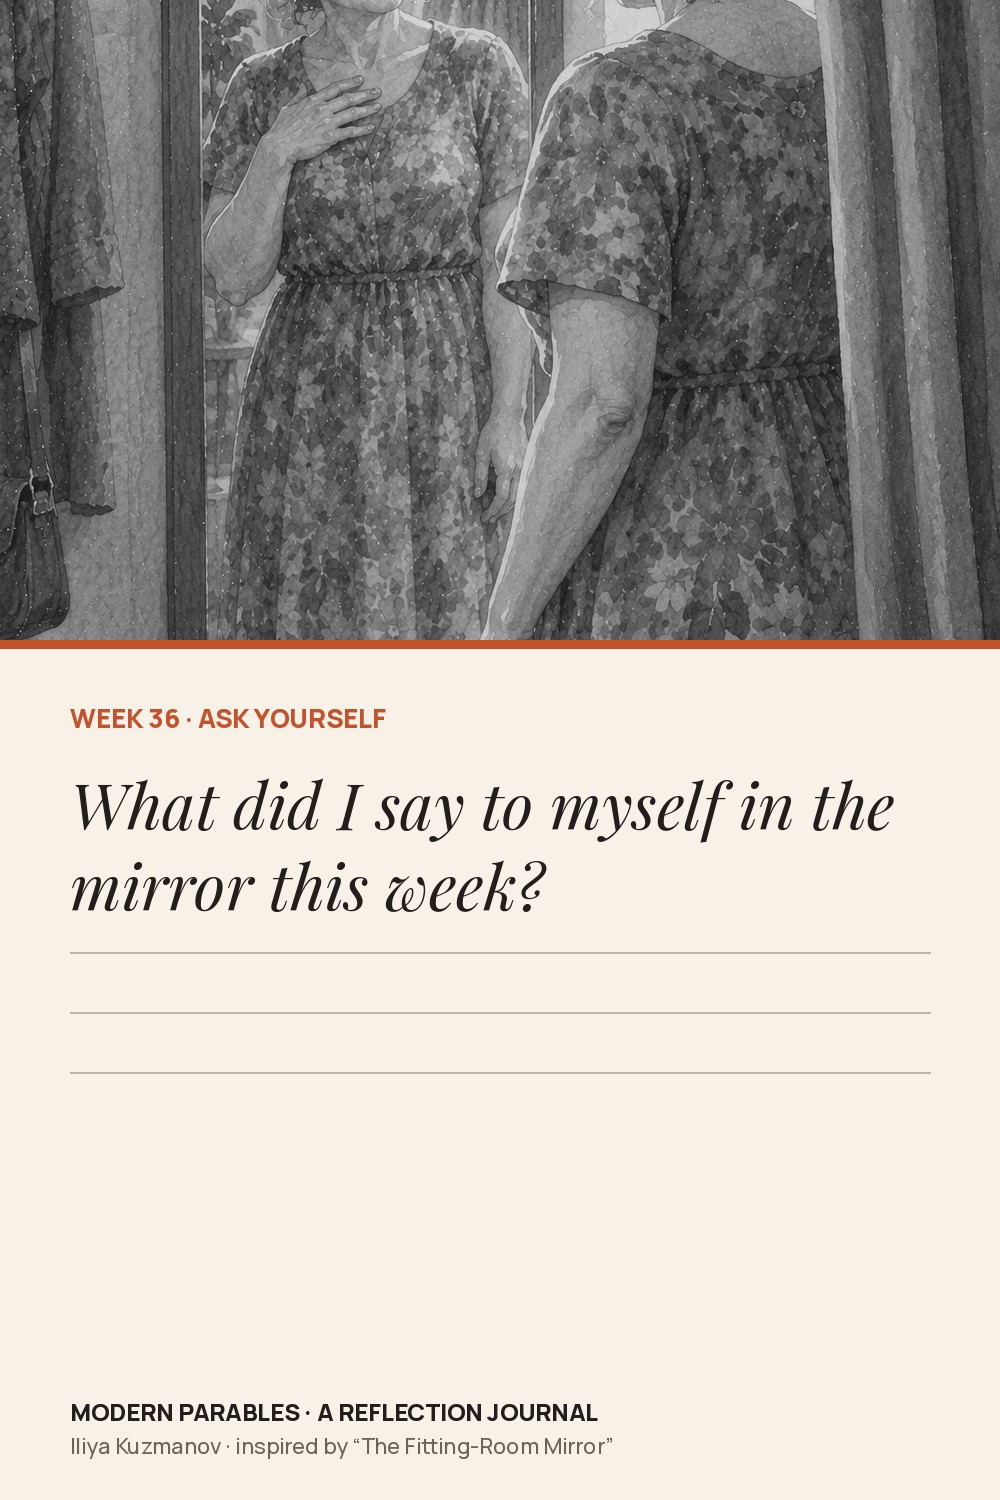 WEEK 36 · ASK YOURSELF
What did I say to myself in the
mirror this week?
MODERN PARABLES · A REFLECTION JOURNAL
Iliya Kuzmanov · inspired by “The Fitting-Room Mirror”